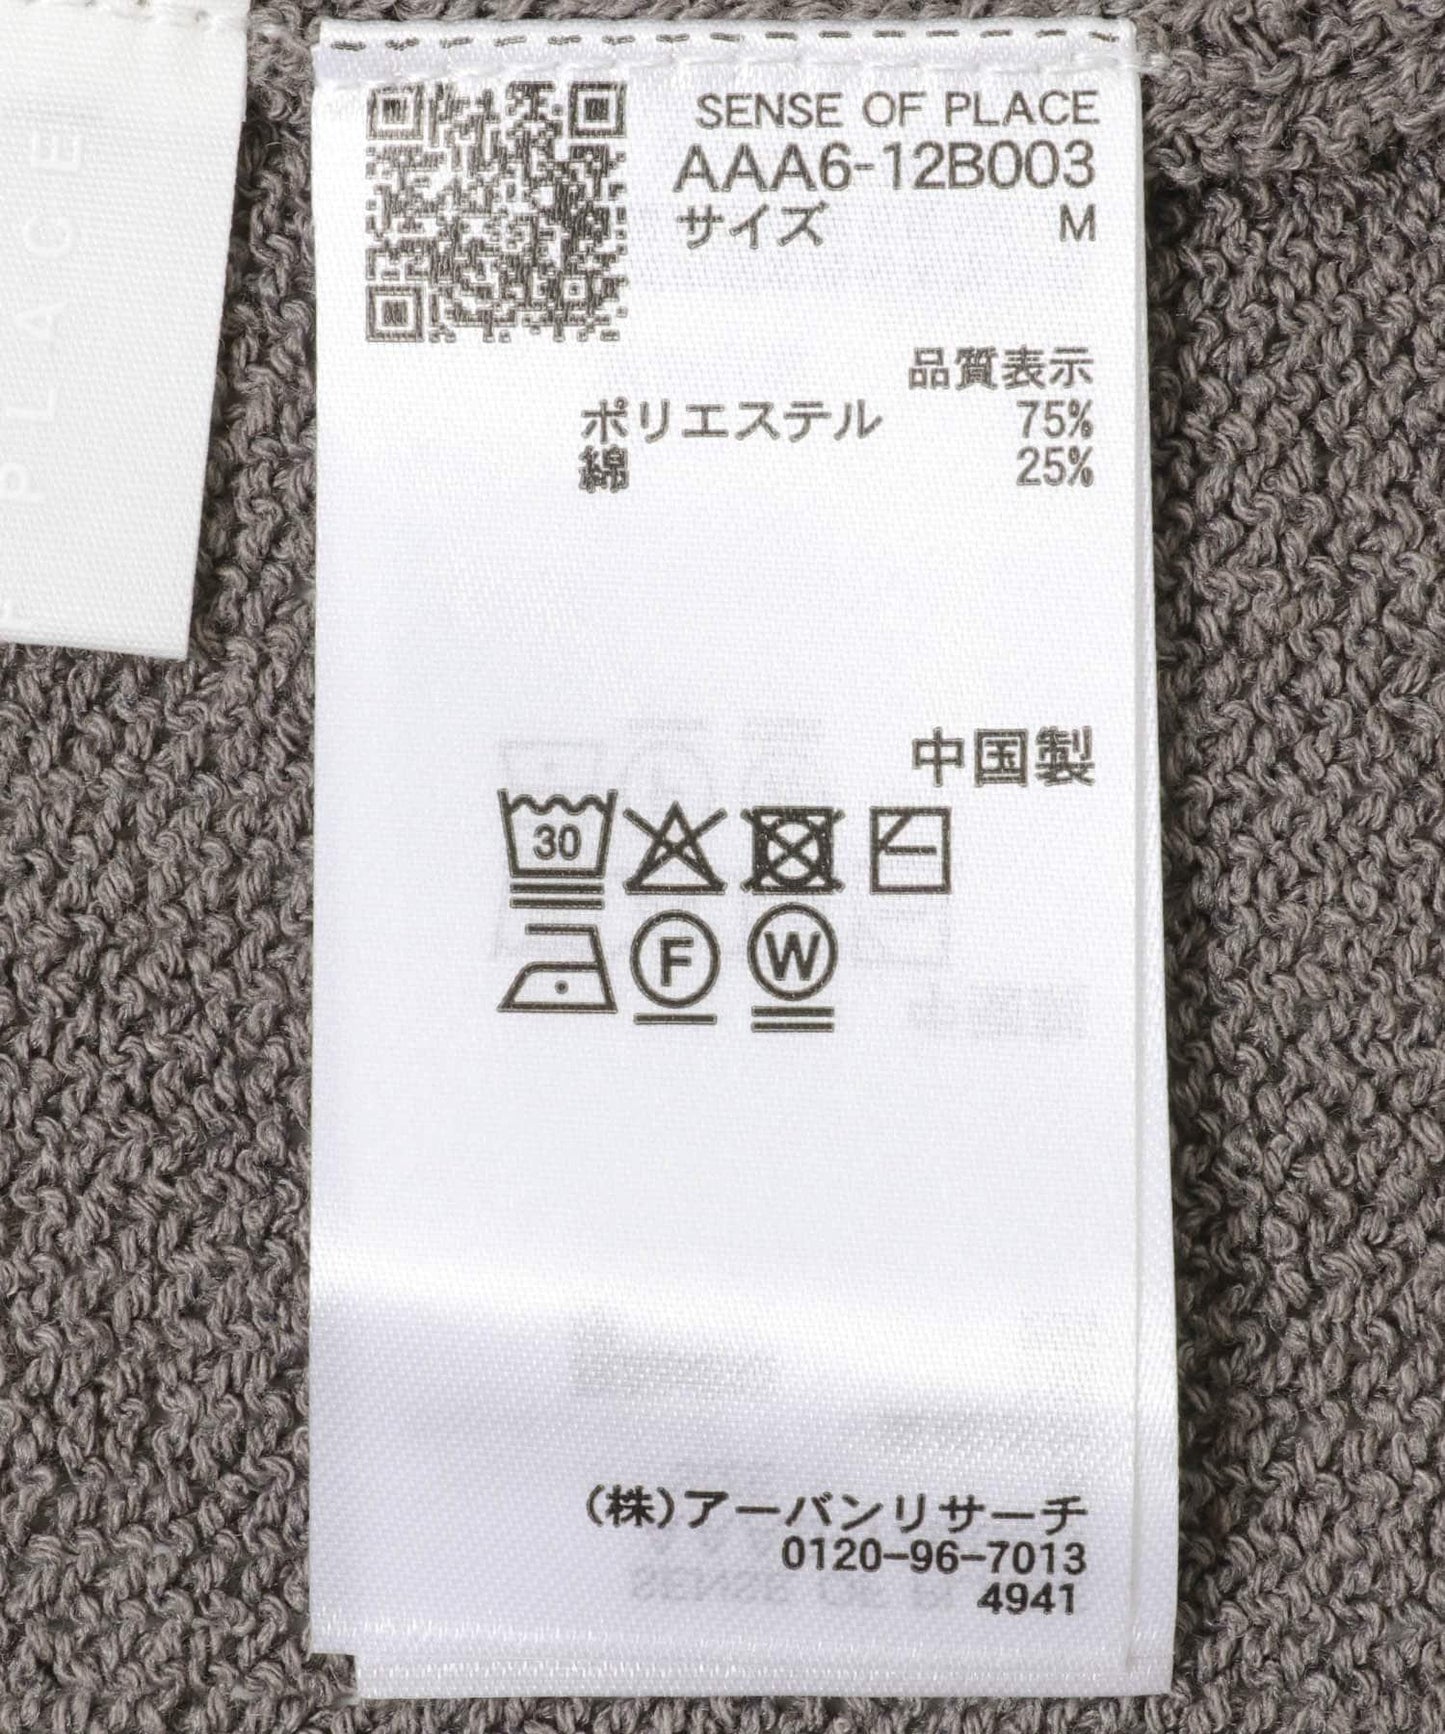 SENSE OF PLACE
AAA6-12B003
サイズ M
品質表示
ポリエステル 75%
綿 25%
中国製
30
F W
(株)アーバンリサーチ
0120-96-7013
4941
PLACE